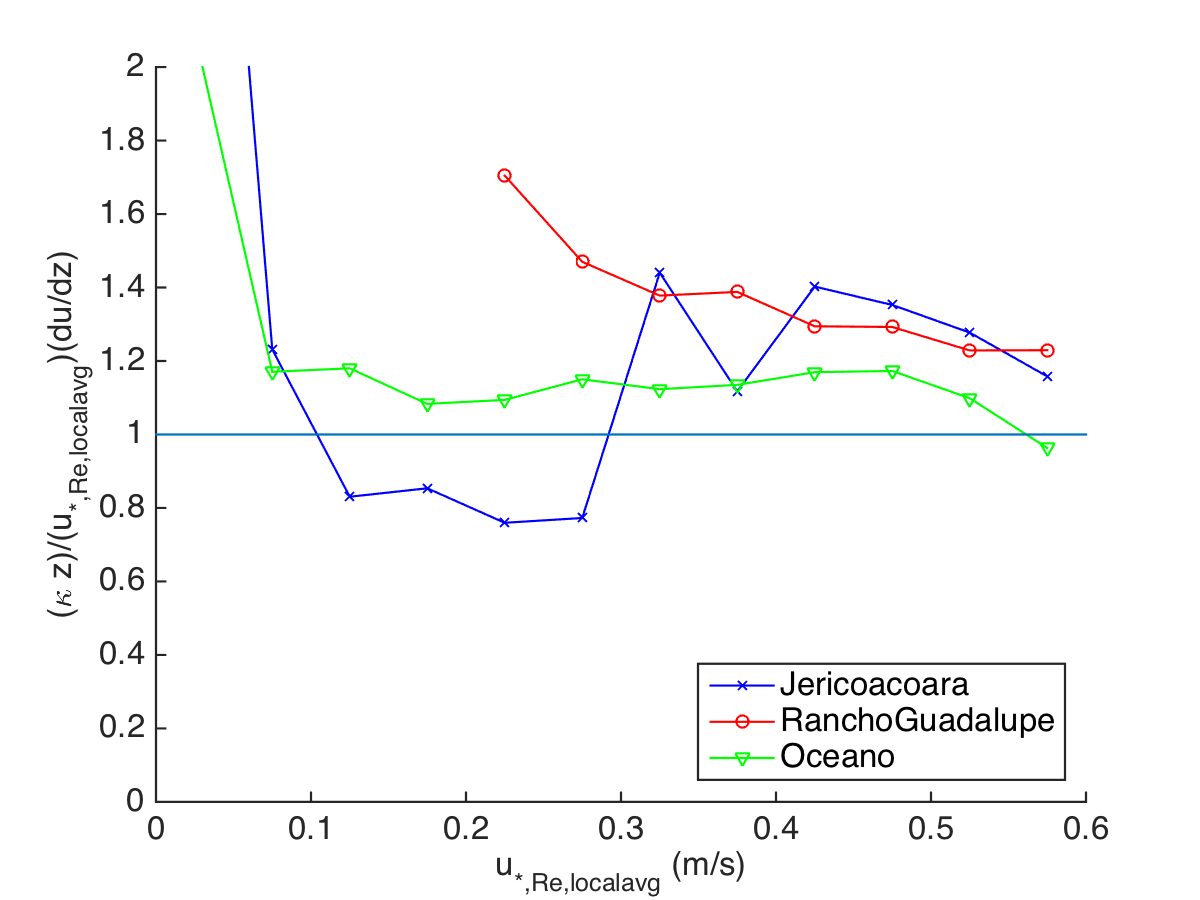 2
1.8
1.6
1.4
1.2
1
0.8
0.6
0.4
0.2
0
(κ z)/(u*,Re,localavg)(du/dz)
Jericoacoara
RanchoGuadalupe
Oceano
0 0.1 0.2 0.3 0.4 0.5 0.6
u*,Re,localavg (m/s)